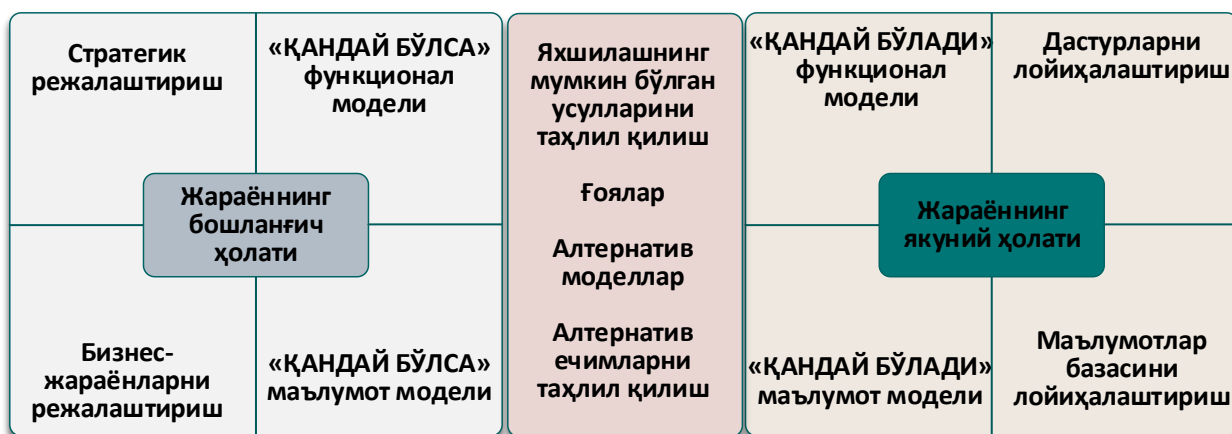 Стратегик
режалаштириш
«ҚАНДАЙ БЎЛСА»
функционал
модели
Жараённинг
бошланғич
ҳолати
Бизнес-
жараёнларни
режалаштириш
«ҚАНДАЙ БЎЛСА»
маълумот модели
Яхшилашнинг
мумкин бўлган
усулларини
таҳлил қилиш
Ғоялар
Алтернатив
моделлар
Алтернатив
ечимларни
таҳлил қилиш
«ҚАНДАЙ БЎЛАДИ»
функционал
модели
Дастурларни
лойиҳалаштириш
Жараённинг
якуний ҳолати
«ҚАНДАЙ БЎЛАДИ»
маълумот модели
Маълумотлар
базасини
лойиҳалаштириш